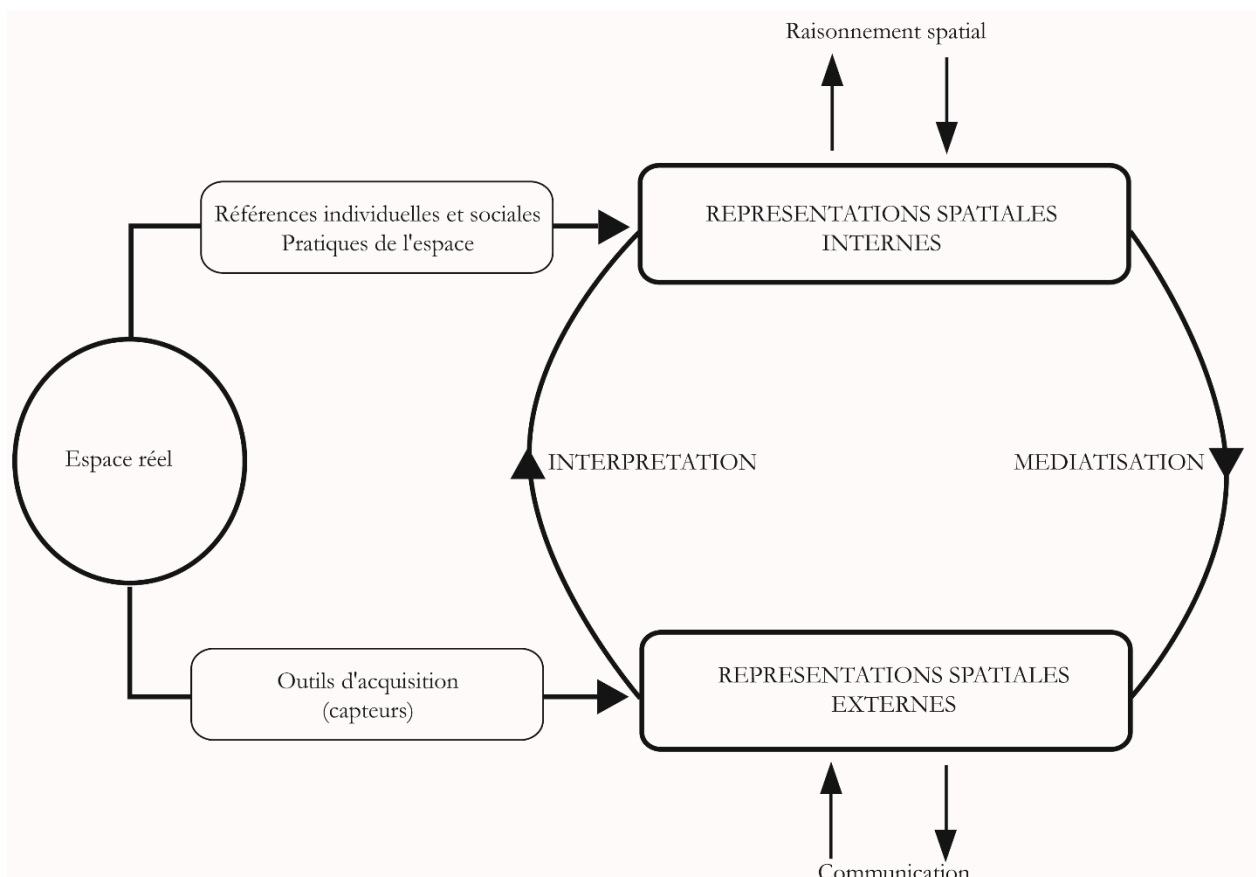 Raisonnement spatial
Références individuelles et sociales
Pratiques de l'espace
REPRESENTATIONS SPATIALES
INTERNES
Espace réel
INTERPRETATION
MEDIATISATION
Outils d'acquisition
(capteurs)
REPRESENTATIONS SPATIALES
EXTERNES
Communication